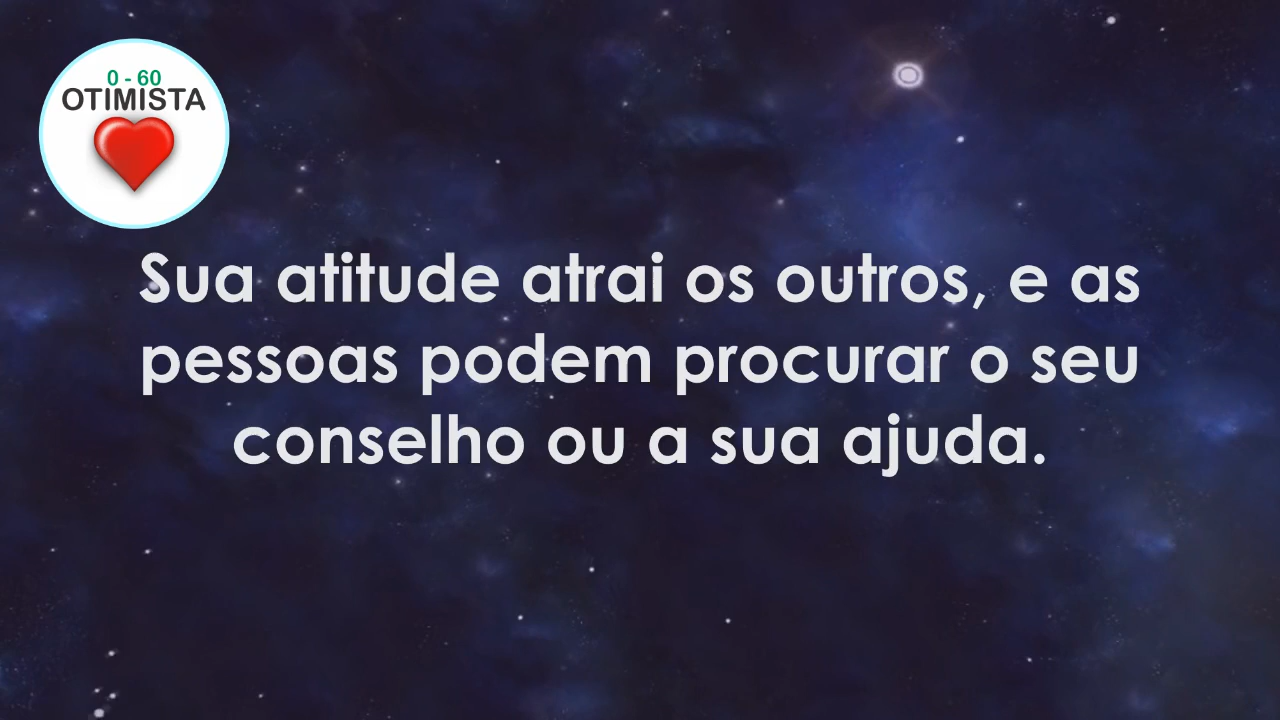 0 - 60
OTIMISTA
Sua atitude atrai os outros, e as
pessoas podem procurar o seu
conselho ou a sua ajuda.